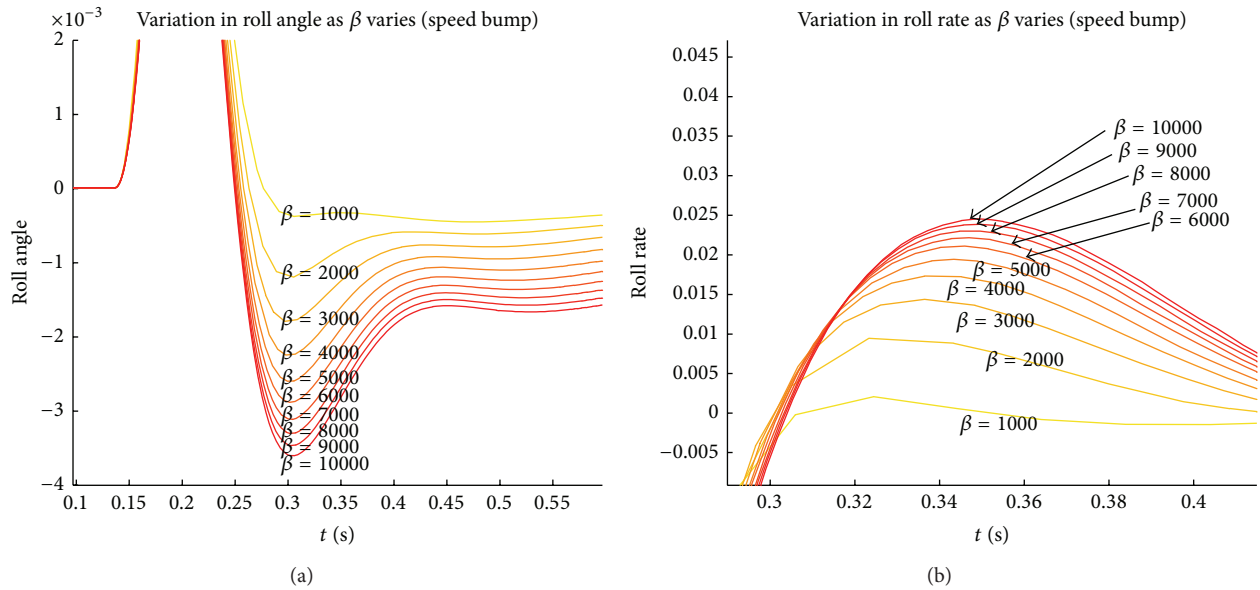 Variation in roll angle as β varies (speed bump)
×10−3
2
1
0
−1
−2
−3
−4
Roll angle
β = 1000
β = 2000
β = 3000
β = 4000
β = 5000
β = 6000
β = 7000
β = 8000
β = 9000
β = 10000
0.1 0.15 0.2 0.25 0.3 0.35 0.4 0.45 0.5 0.55
t (s)
(a)
Variation in roll rate as β varies (speed bump)
0.045
0.04
0.035
0.03
0.025
0.02
0.015
0.01
0.005
0
−0.005
Roll rate
β = 10000
β = 9000
β = 8000
β = 7000
β = 6000
β = 5000
β = 4000
β = 3000
β = 2000
β = 1000
0.3 0.32 0.34 0.36 0.38 0.4
t (s)
(b)